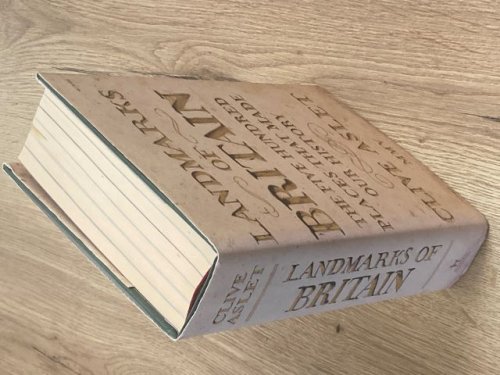 LANDMARKS
OF
BRITAIN
THE FIVE HUNDRED
PLACES THAT MADE
OUR HISTORY
CLIVE ASLET
CLIVE
ASLET
LANDMARKS OF
BRITAIN